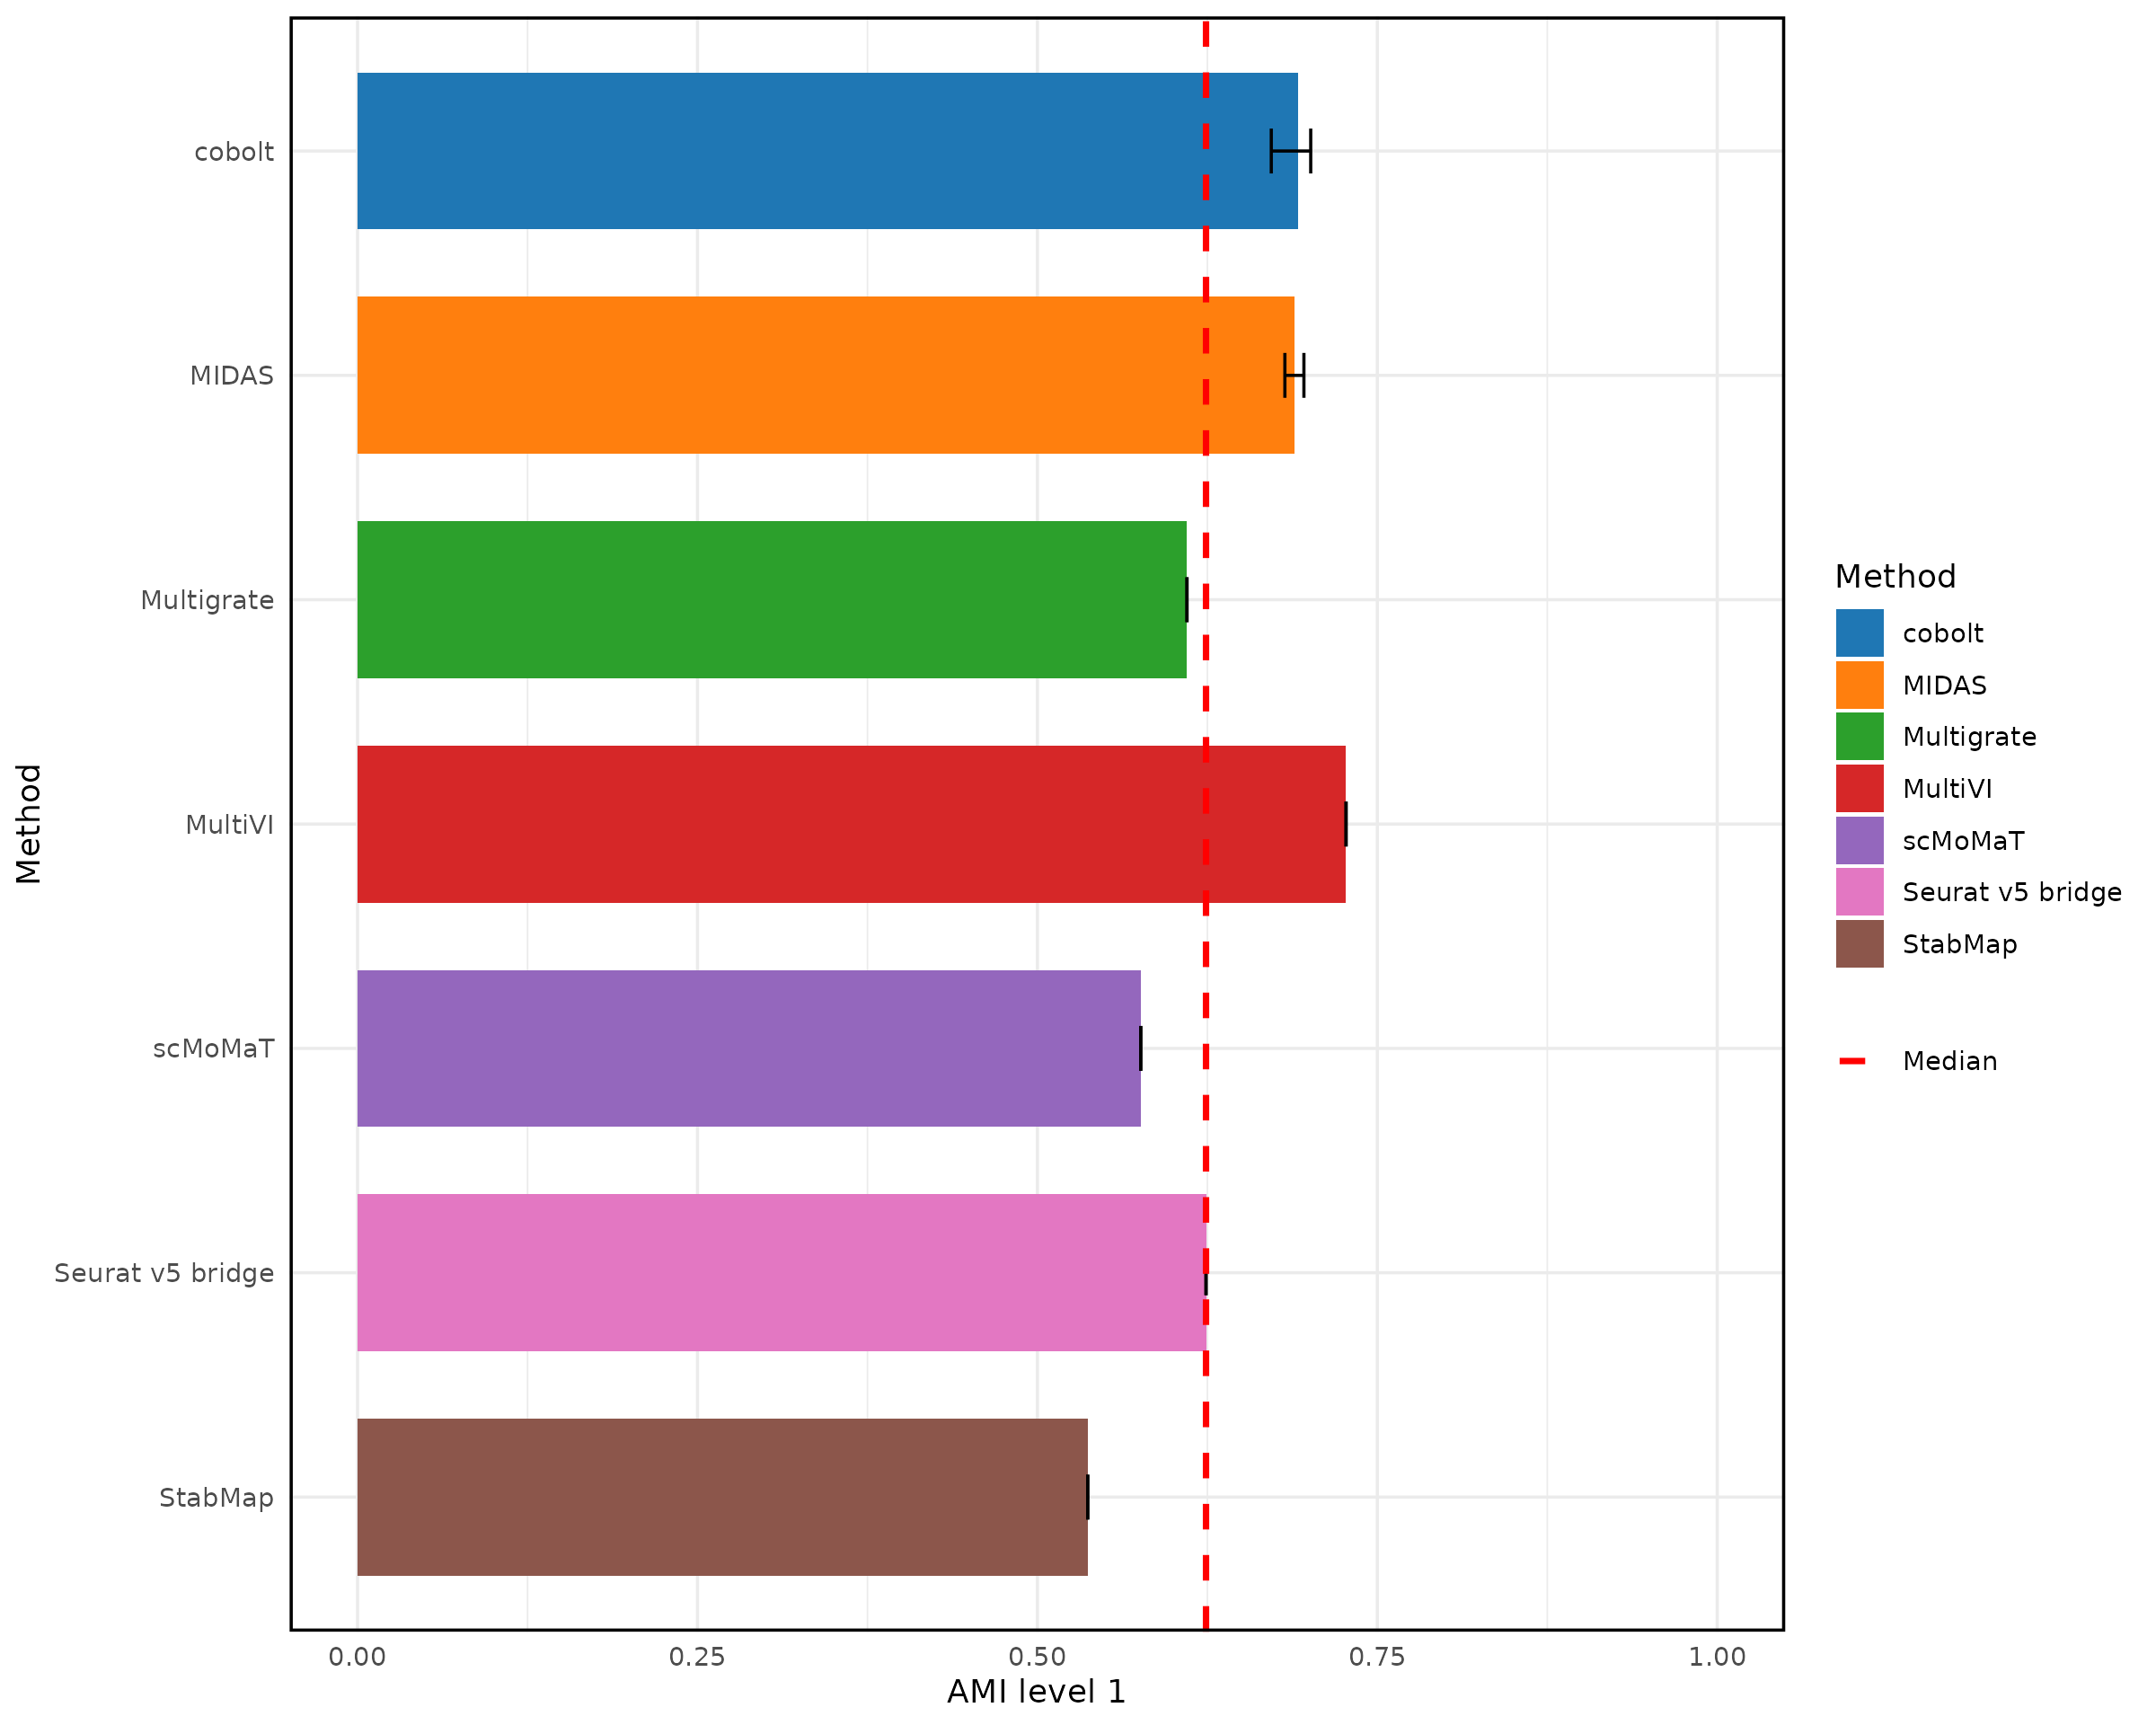 Method
cobolt
MIDAS
Multigrate
MultiVI
scMoMaT
Seurat v5 bridge
StabMap
0.00
0.25
0.50
0.75
1.00
AMI level 1
Method
cobolt
MIDAS
Multigrate
MultiVI
scMoMaT
Seurat v5 bridge
StabMap
Median